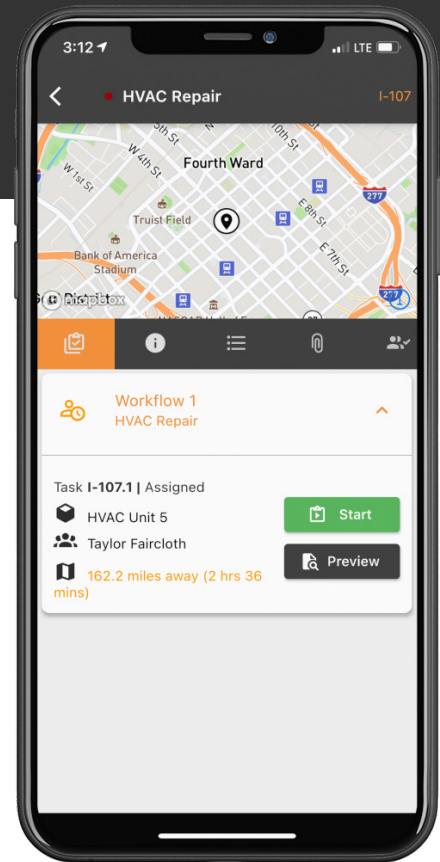 3:12
LTE
HVAC Repair
I-107
5th St
W 4th St
10th St
Fourth Ward
W 1st St
E 8th St
277
Truist Field
E 7th St
Bank of America
Stadium
277
mapbox
Workflow 1
HVAC Repair
Task I-107.1 | Assigned
HVAC Unit 5
Start
Taylor Faircloth
Preview
162.2 miles away (2 hrs 36
mins)